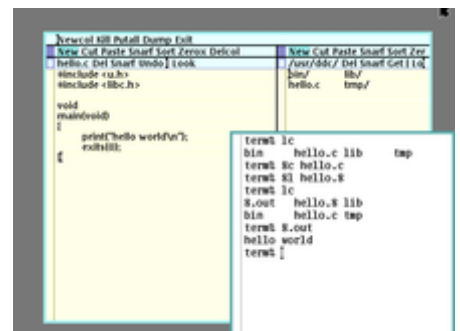 Newcol Kill Putall Dump Exit
New Cut Paste Snarf Sort Zerox Delcol
hello.c Del Snarf Undo | Look
#include <u.h>
#include <libc.h>
void
main(void)
{
print("hello world\n");
exits(0);
}
New Cut Paste Snarf Sort Zer
/usr/ddc/ Del Snarf Get | Lo
bin/ lib/
hello.c tmp/
term% lc
bin hello.c lib tmp
term% 8c hello.c
term% 8l hello.8
term% lc
8.out hello.8 lib
bin hello.c tmp
term% 8.out
hello world
term%